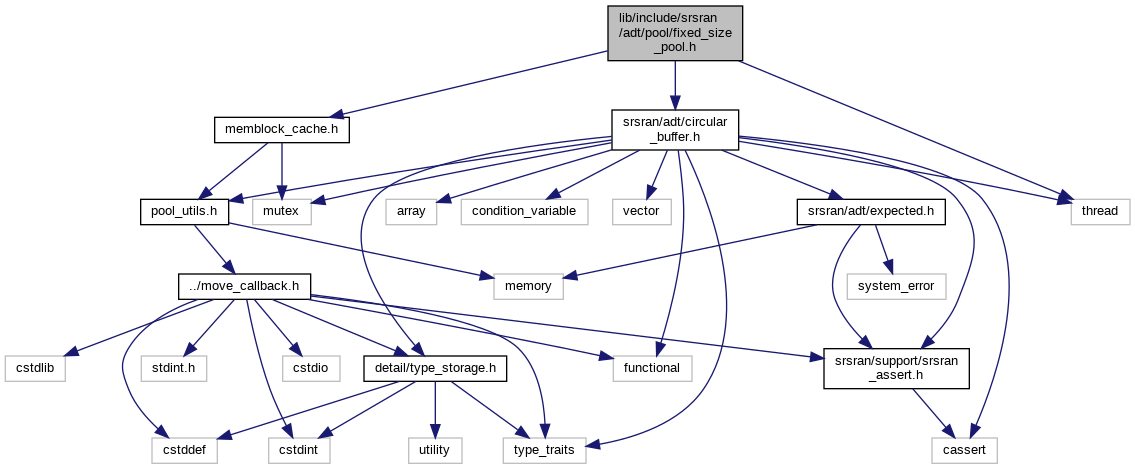 lib/include/srsran
/adt/pool/fixed_size
_pool.h
memblock_cache.h
srsran/adt/circular
_buffer.h
pool_utils.h
mutex
array
condition_variable
vector
srsran/adt/expected.h
thread
../move_callback.h
memory
system_error
cstdlib
stdint.h
cstdio
detail/type_storage.h
functional
srsran/support/srsran
_assert.h
cstddef
cstdint
utility
type_traits
cassert